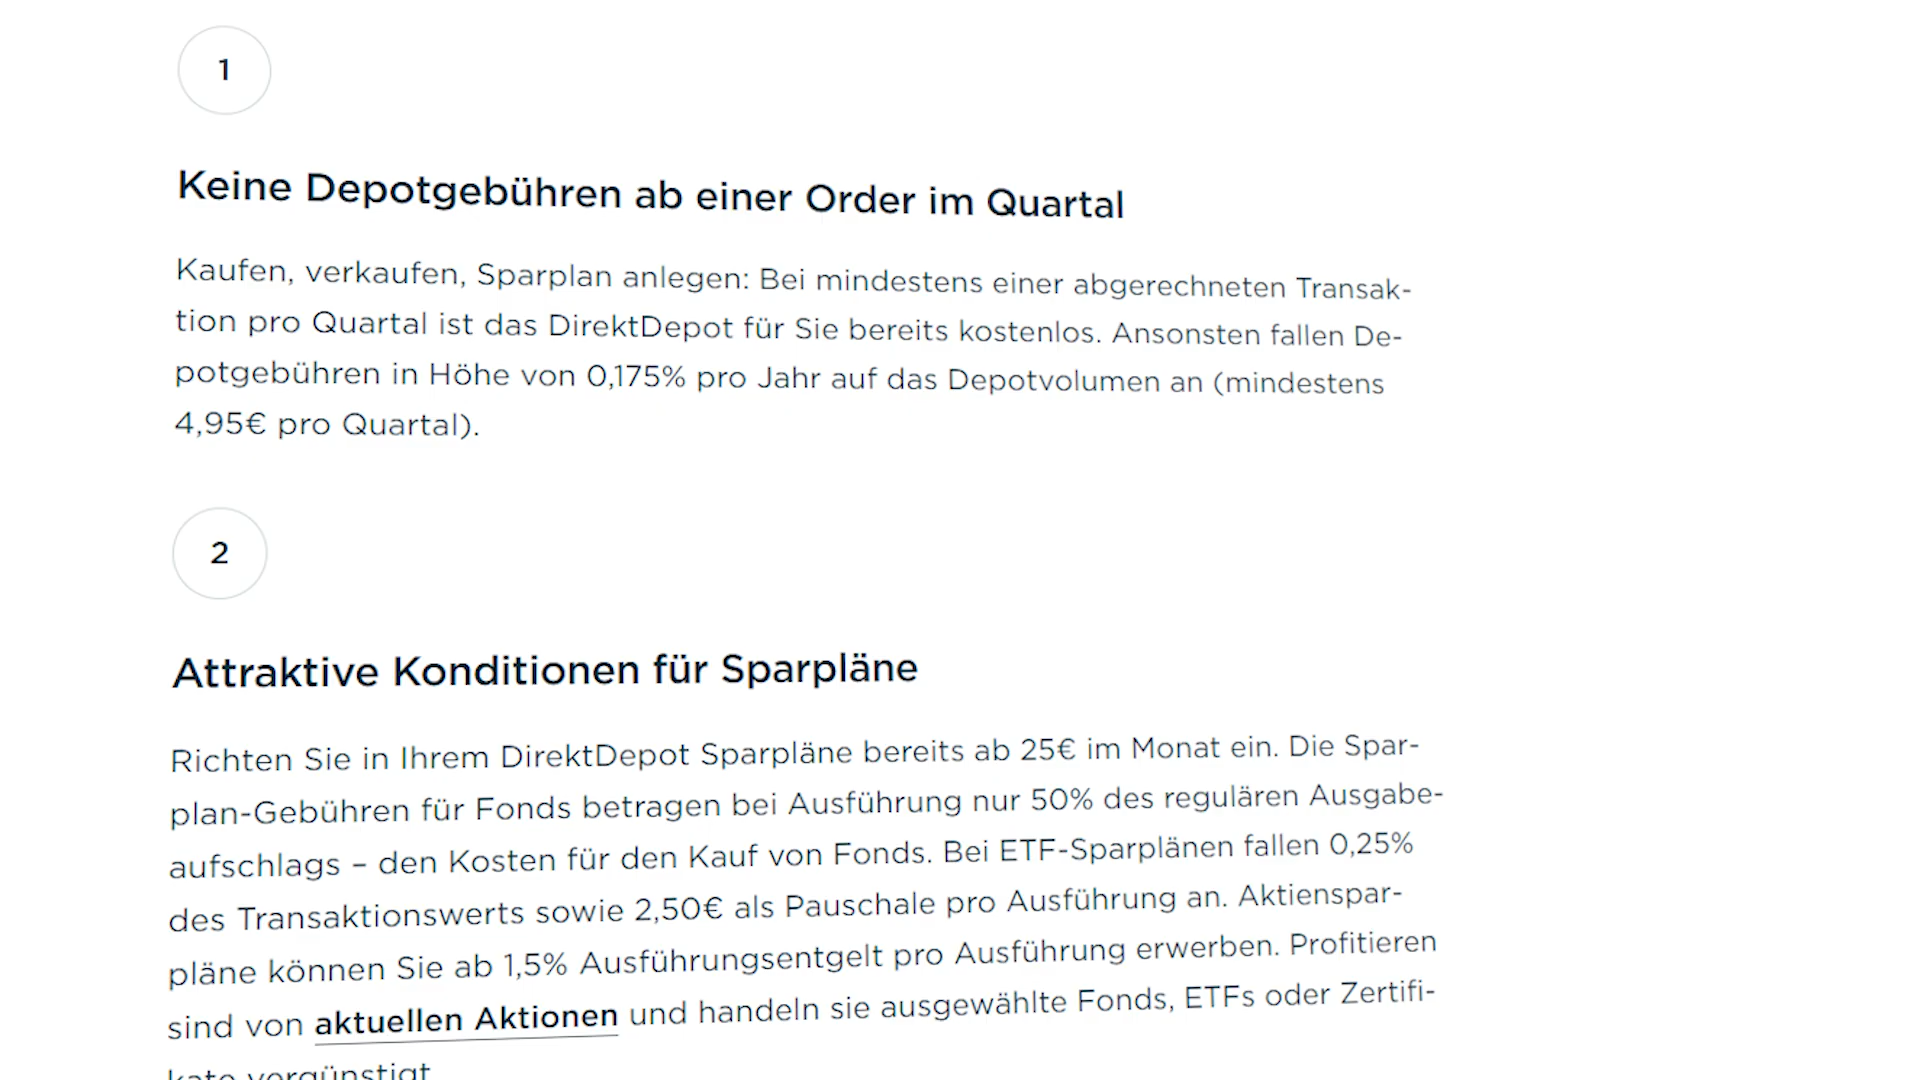 1
Keine Depotgebühren ab einer Order im Quartal
Kaufen, verkaufen, Sparplan anlegen: Bei mindestens einer abgerechneten Transak-
tion pro Quartal ist das DirektDepot für Sie bereits kostenlos. Ansonsten fallen De-
potgebühren in Höhe von 0,175% pro Jahr auf das Depotvolumen an (mindestens
4,95€ pro Quartal).
2
Attraktive Konditionen für Sparpläne
Richten Sie in Ihrem DirektDepot Sparpläne bereits ab 25€ im Monat ein. Die Spar-
plan-Gebühren für Fonds betragen bei Ausführung nur 50% des regulären Ausgabe-
aufschlags – den Kosten für den Kauf von Fonds. Bei ETF-Sparplänen fallen 0,25%
des Transaktionswerts sowie 2,50€ als Pauschale pro Ausführung an. Aktienspar-
pläne können Sie ab 1,5% Ausführungsentgelt pro Ausführung erwerben. Profitieren
sind von aktuellen Aktionen und handeln sie ausgewählte Fonds, ETFs oder Zertifi-
kate vergünstigt